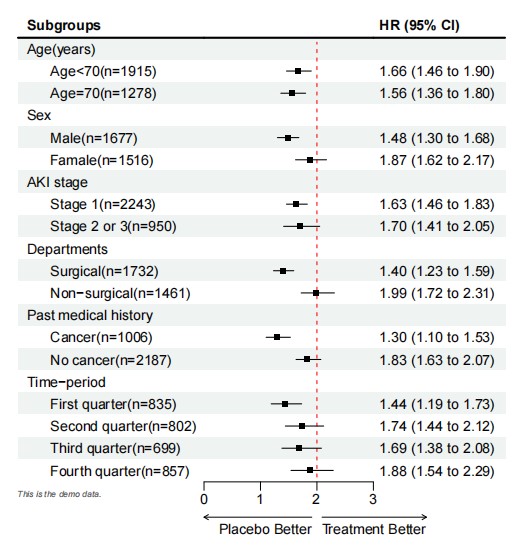 Subgroups HR (95% CI)
Age(years)
Age<70(n=1915) 1.66 (1.46 to 1.90)
Age=70(n=1278) 1.56 (1.36 to 1.80)
Sex
Male(n=1677) 1.48 (1.30 to 1.68)
Famale(n=1516) 1.87 (1.62 to 2.17)
AKI stage
Stage 1(n=2243) 1.63 (1.46 to 1.83)
Stage 2 or 3(n=950) 1.70 (1.41 to 2.05)
Departments
Surgical(n=1732) 1.40 (1.23 to 1.59)
Non-surgical(n=1461) 1.99 (1.72 to 2.31)
Past medical history
Cancer(n=1006) 1.30 (1.10 to 1.53)
No cancer(n=2187) 1.83 (1.63 to 2.07)
Time−period
First quarter(n=835) 1.44 (1.19 to 1.73)
Second quarter(n=802) 1.74 (1.44 to 2.12)
Third quarter(n=699) 1.69 (1.38 to 2.08)
Fourth quarter(n=857) 1.88 (1.54 to 2.29)
This is the demo data.
0 1 2 3
Placebo Better Treatment Better